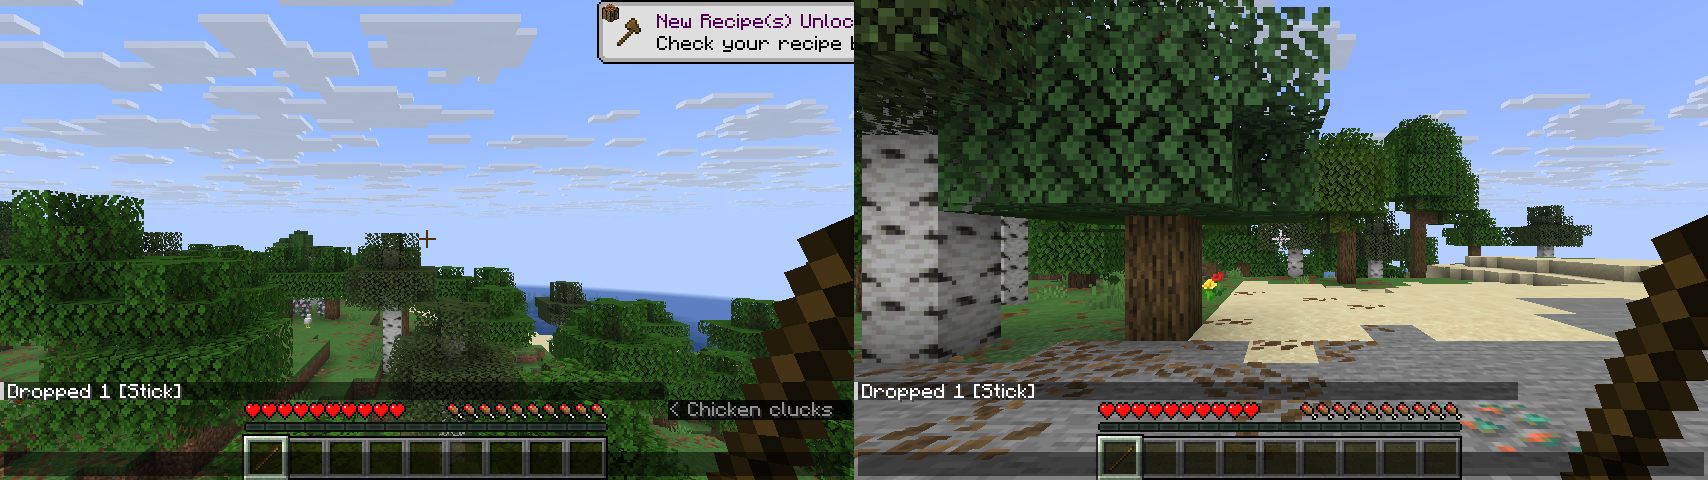 New Recipe(s) Unloc
Check your recipe b
Dropped 1 [Stick]
< Chicken clucks
Dropped 1 [Stick]